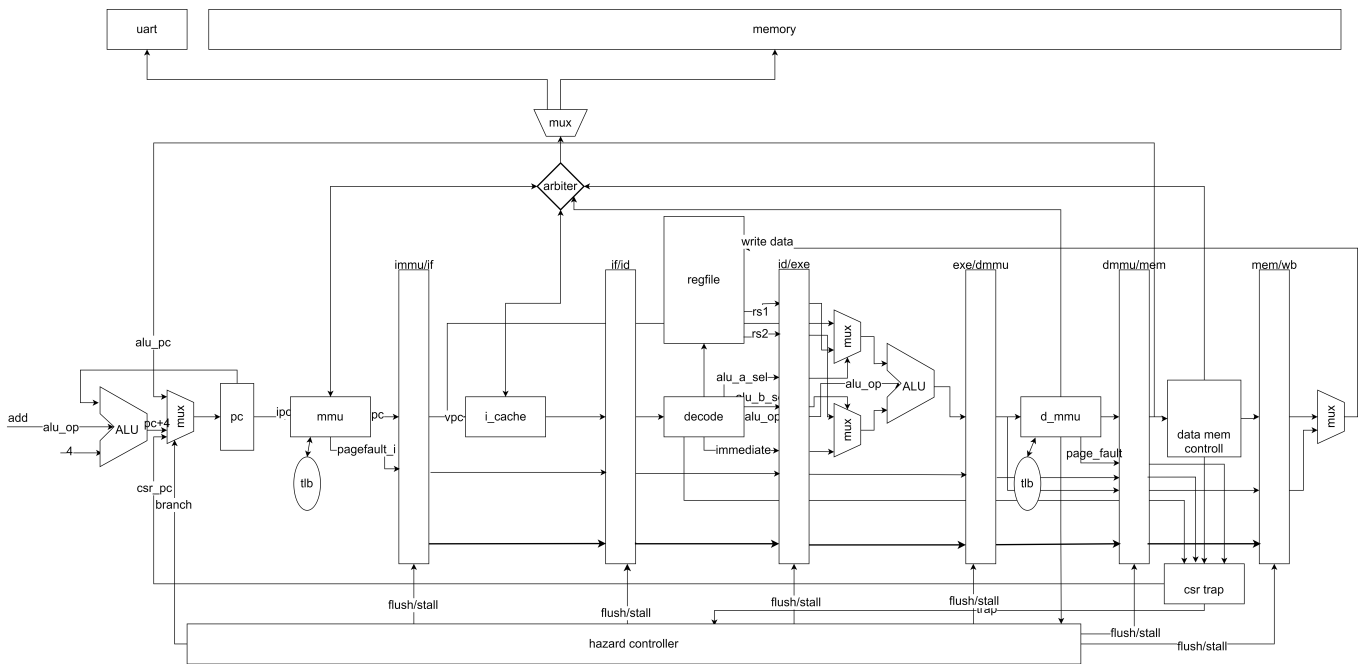 uart
memory
mux
arbiter
write data
immu/if
if/id
id/exe
exe/dmmu
dmmu/mem
mem/wb
regfile
rs1
rs2
mux
alu_pc
alu_a_sel
alu_op
ALU
add
alu_op
4
ALU
pc+4
mux
pc
ipc
mmu
pc
vpc
i_cache
decode
alu_b_se
alu_op
mux
d_mmu
data mem
controll
mux
pagefault_i
immediate
page_fault
tlb
tlb
csr_pc
branch
csr trap
flush/stall
flush/stall
flush/stall
flush/stall
trap
flush/stall
flush/stall
hazard controller